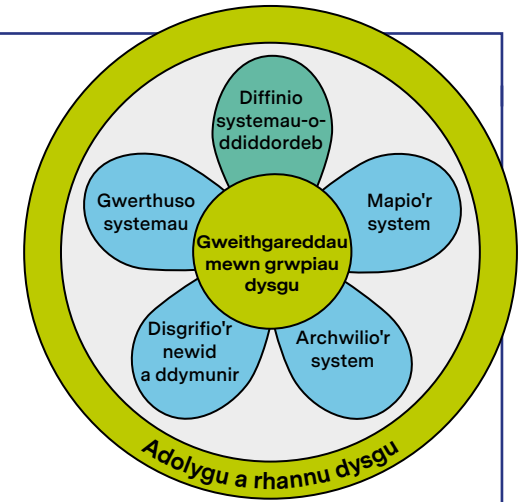 Diffinio
systemau-o-
ddiddordeb
Gwerthuso
systemau
Mapio'r
system
Gweithgareddau
mewn grwpiau
dysgu
Disgrifio'r
newid
a ddymunir
Archwilio'r
system
Adolygu a rhannu dysgu